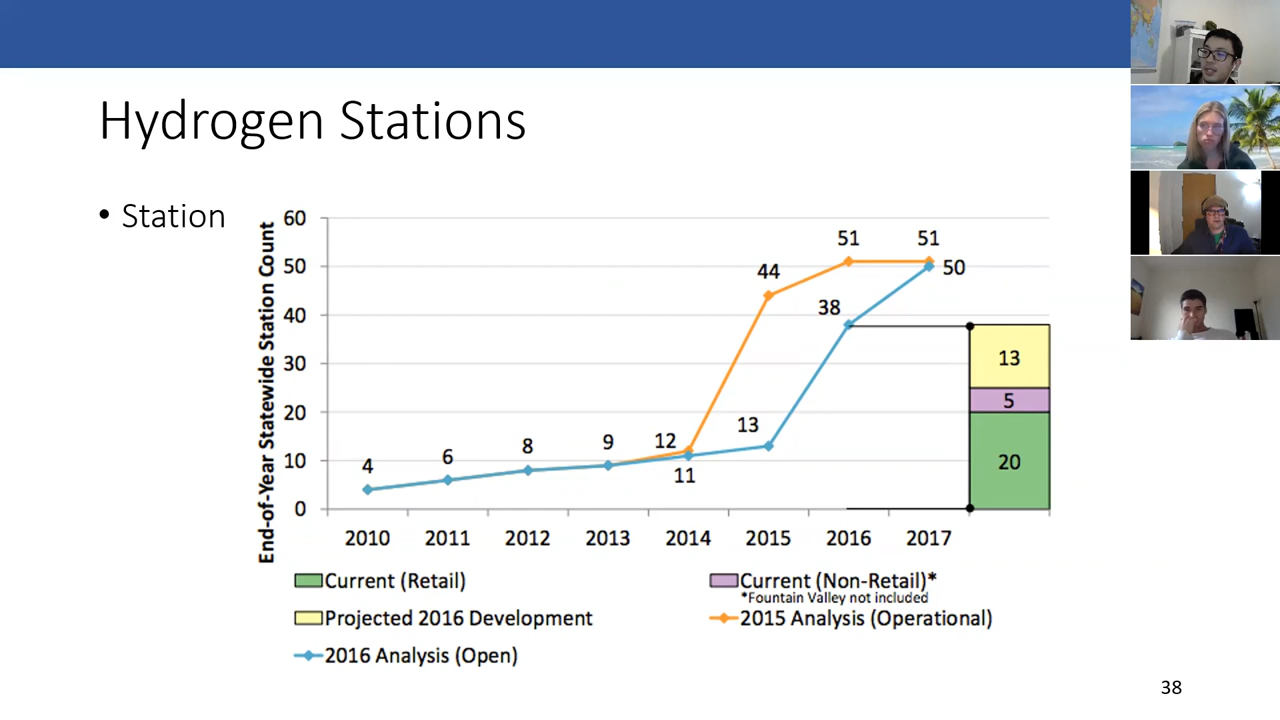 Hydrogen Stations
• Station
End-of-Year Statewide Station Count
60
50
40
30
20
10
0
4
6
8
9
12
11
44
13
51
38
51
50
13
5
20
2010 2011 2012 2013 2014 2015 2016 2017
Current (Retail)
Current (Non-Retail)*
*Fountain Valley not included
Projected 2016 Development
2015 Analysis (Operational)
2016 Analysis (Open)
38